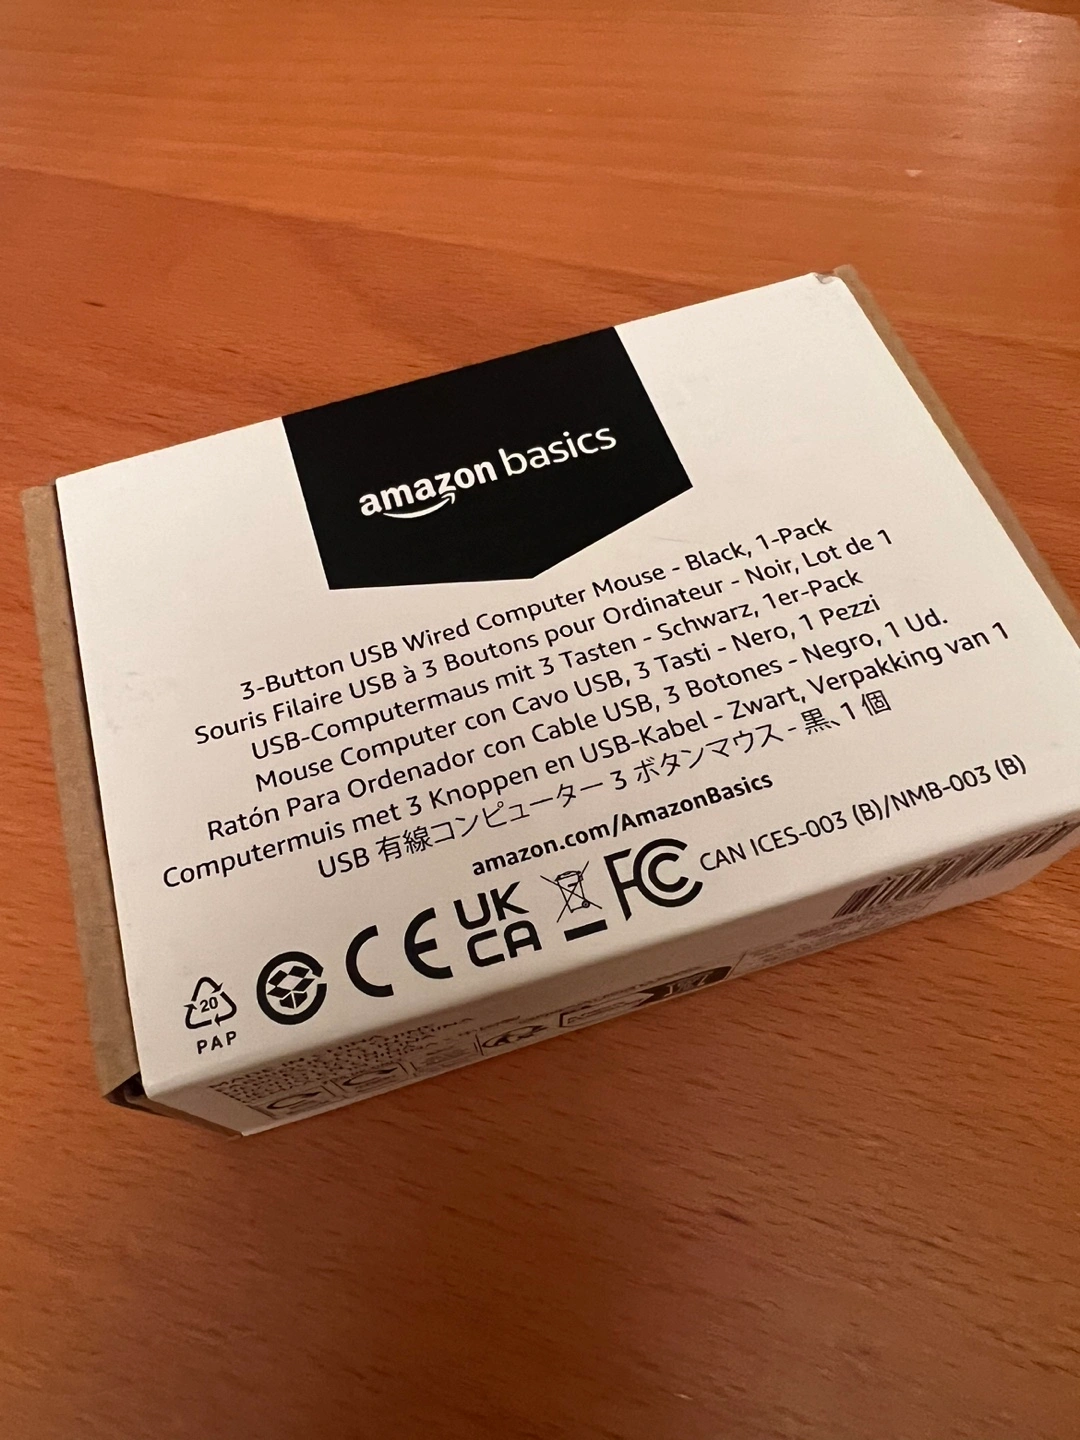 amazon basics
3-Button USB Wired Computer Mouse - Black, 1-Pack
Souris Filaire USB à 3 Boutons pour Ordinateur - Noir, Lot de 1
USB-Computermaus mit 3 Tasten - Schwarz, 1er-Pack
Mouse Computer con Cavo USB, 3 Tasti - Nero, 1 Pezzi
Ratón Para Ordenador con Cable USB, 3 Botones - Negro, 1 Ud.
Computermuis met 3 Knoppen en USB-Kabel - Zwart, Verpakking van 1
USB 有線コンピューター 3 ボタンマウス - 黒、1 個
amazon.com/AmazonBasics
20 PAP CE UK CA FC CAN ICES-003 (B)/NMB-003 (B)